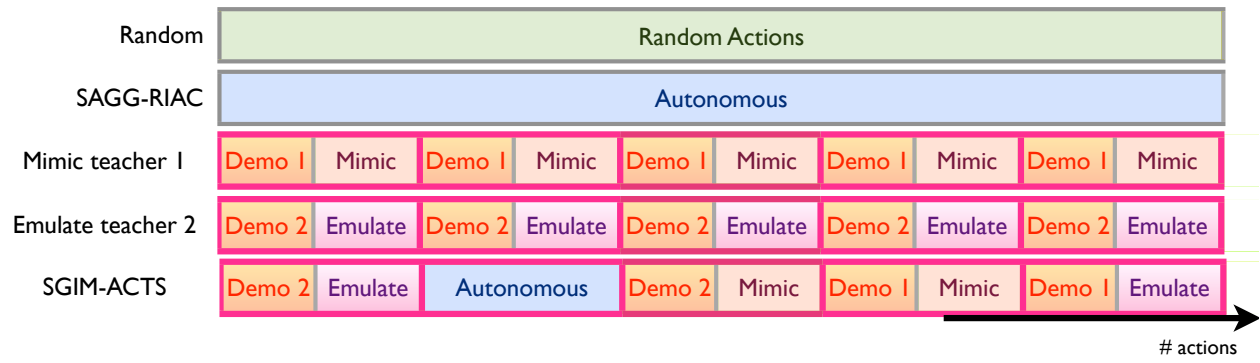 Random Random Actions
SAGG-RIAC Autonomous
Mimic teacher 1 Demo 1 Mimic Demo 1 Mimic Demo 1 Mimic Demo 1 Mimic Demo 1 Mimic
Emulate teacher 2 Demo 2 Emulate Demo 2 Emulate Demo 2 Emulate Demo 2 Emulate Demo 2 Emulate
SGIM-ACTS Demo 2 Emulate Autonomous Demo 2 Mimic Demo 1 Mimic Demo 1 Emulate
# actions